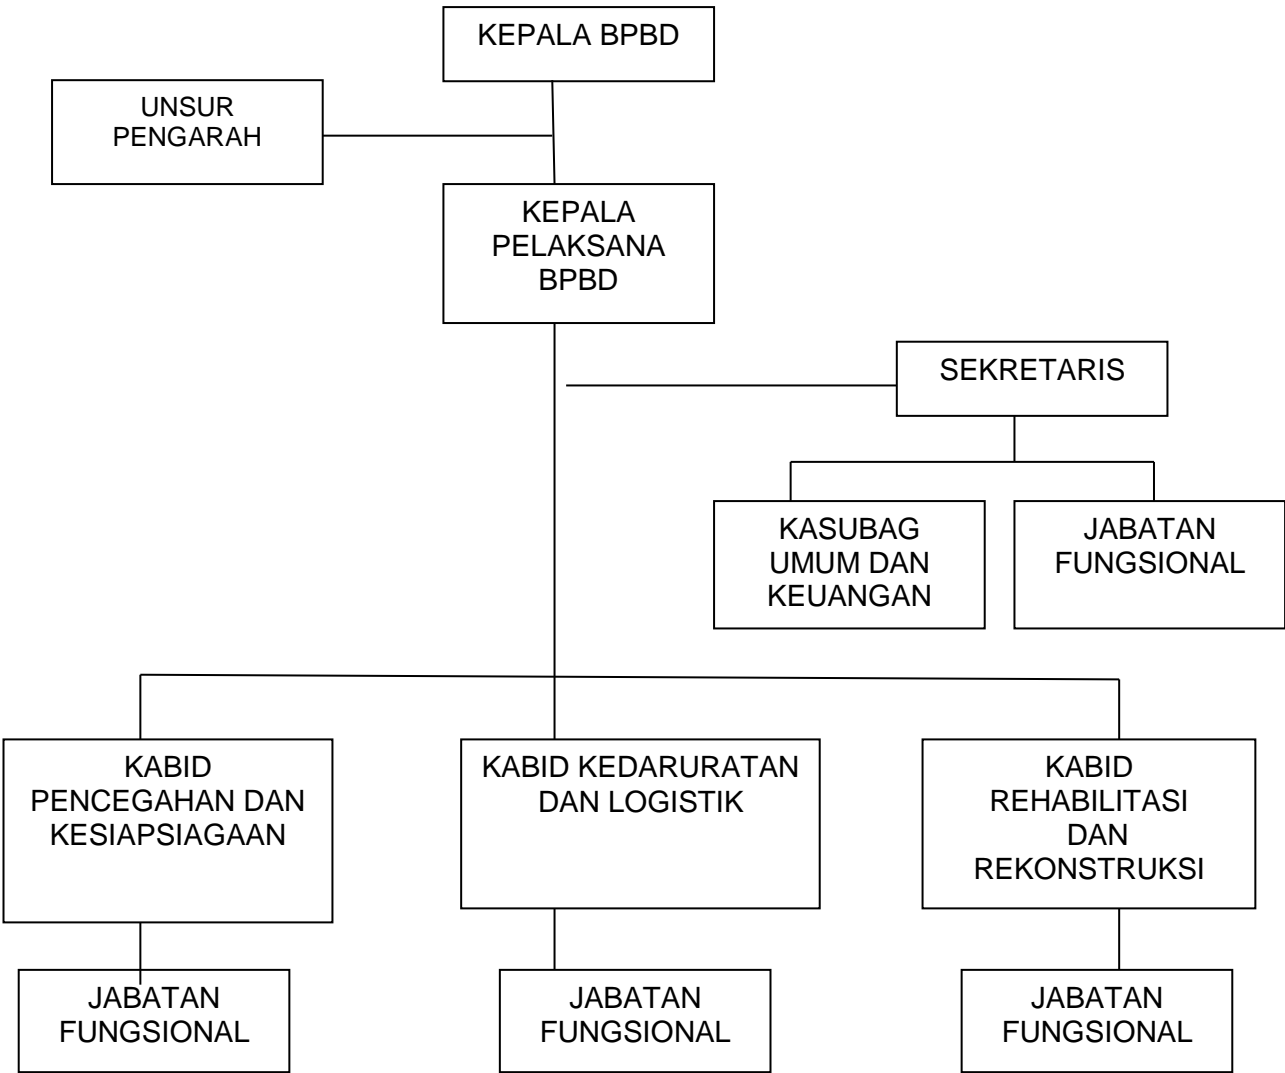 KEPALA BPBD
UNSUR
PENGARAH
KEPALA
PELAKSANA
BPBD
SEKRETARIS
KASUBAG
UMUM DAN
KEUANGAN
JABATAN
FUNGSIONAL
KABID
PENCEGAHAN DAN
KESIAPSIAGAAN
KABID KEDARURATAN
DAN LOGISTIK
KABID
REHABILITASI
DAN
REKONSTRUKSI
JABATAN
FUNGSIONAL
JABATAN
FUNGSIONAL
JABATAN
FUNGSIONAL